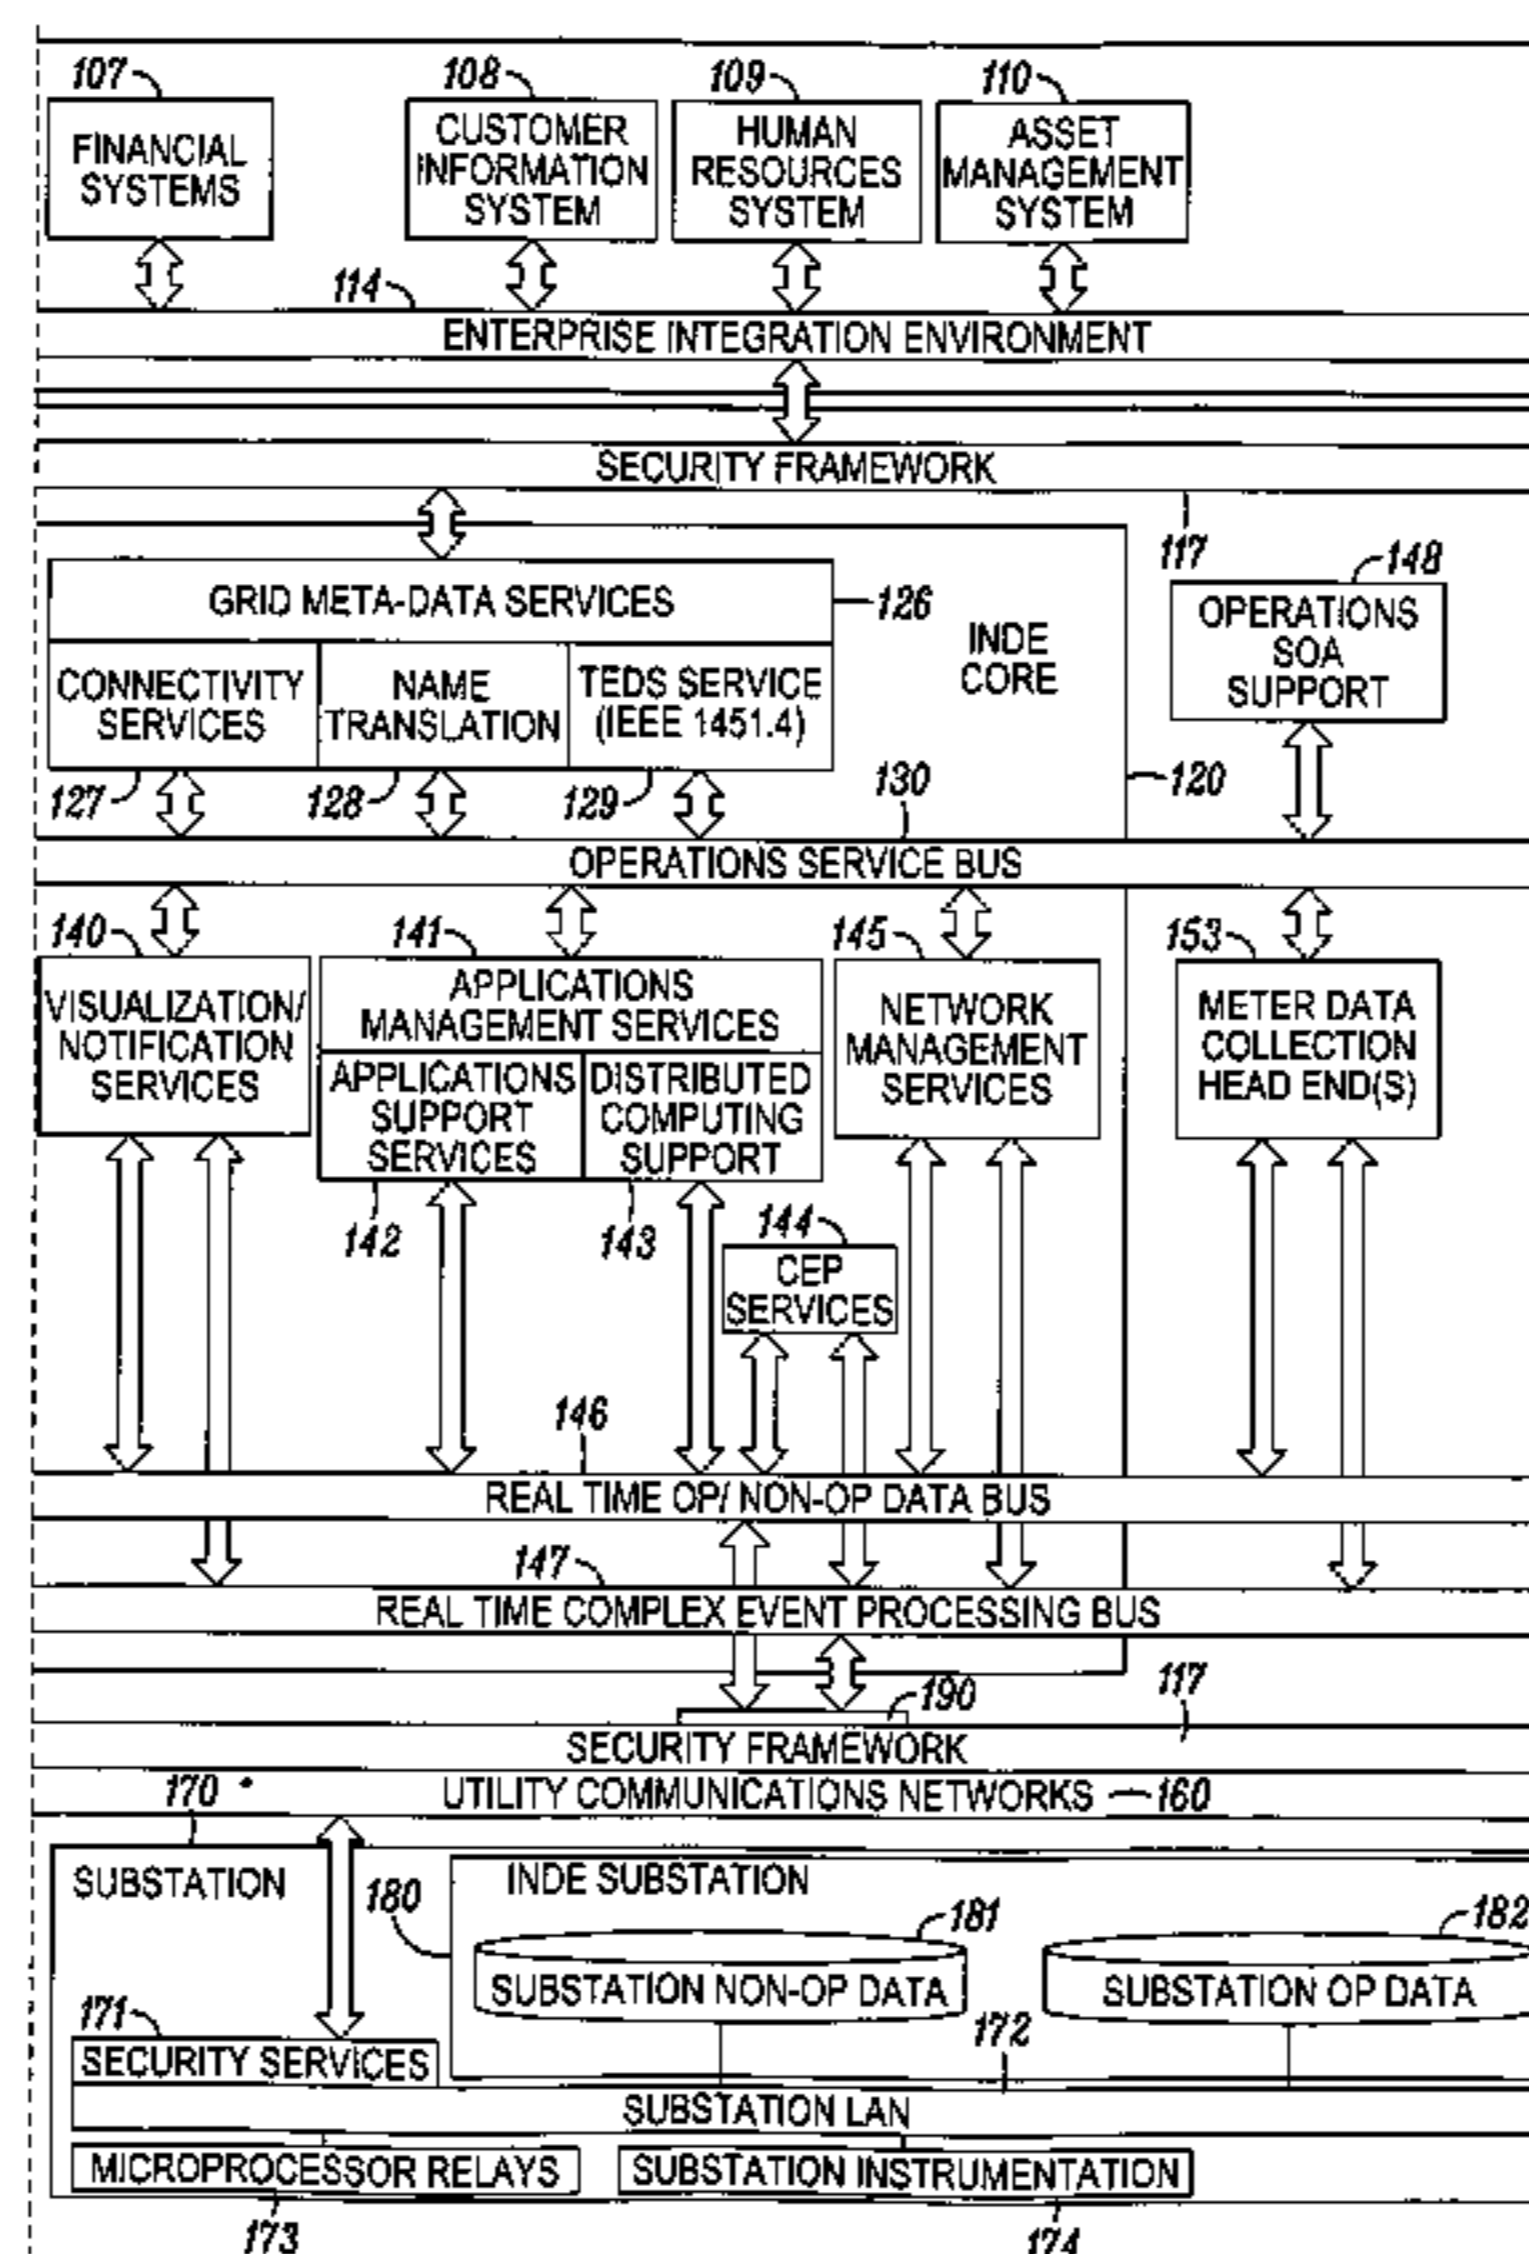 107
108
109
110
FINANCIAL
SYSTEMS
CUSTOMER
INFORMATION
SYSTEM
HUMAN
RESOURCES
SYSTEM
ASSET
MANAGEMENT
SYSTEM
114
ENTERPRISE INTEGRATION ENVIRONMENT
SECURITY FRAMEWORK
117
148
GRID META-DATA SERVICES
126
INDE
CORE
OPERATIONS
SOA
SUPPORT
CONNECTIVITY
SERVICES
NAME
TRANSLATION
TEDS SERVICE
(IEEE 1451.4)
127
128
129
130
120
OPERATIONS SERVICE BUS
140
141
145
153
VISUALIZATION/
NOTIFICATION
SERVICES
APPLICATIONS
MANAGEMENT SERVICES
APPLICATIONS
SUPPORT
SERVICES
DISTRIBUTED
COMPUTING
SUPPORT
NETWORK
MANAGEMENT
SERVICES
METER DATA
COLLECTION
HEAD END(S)
142
143
144
CEP
SERVICES
146
REAL TIME OP/ NON-OP DATA BUS
147
REAL TIME COMPLEX EVENT PROCESSING BUS
190
117
SECURITY FRAMEWORK
170
UTILITY COMMUNICATIONS NETWORKS
160
SUBSTATION
180
INDE SUBSTATION
181
182
SUBSTATION NON-OP DATA
SUBSTATION OP DATA
171
172
SECURITY SERVICES
SUBSTATION LAN
MICROPROCESSOR RELAYS
SUBSTATION INSTRUMENTATION
173
174